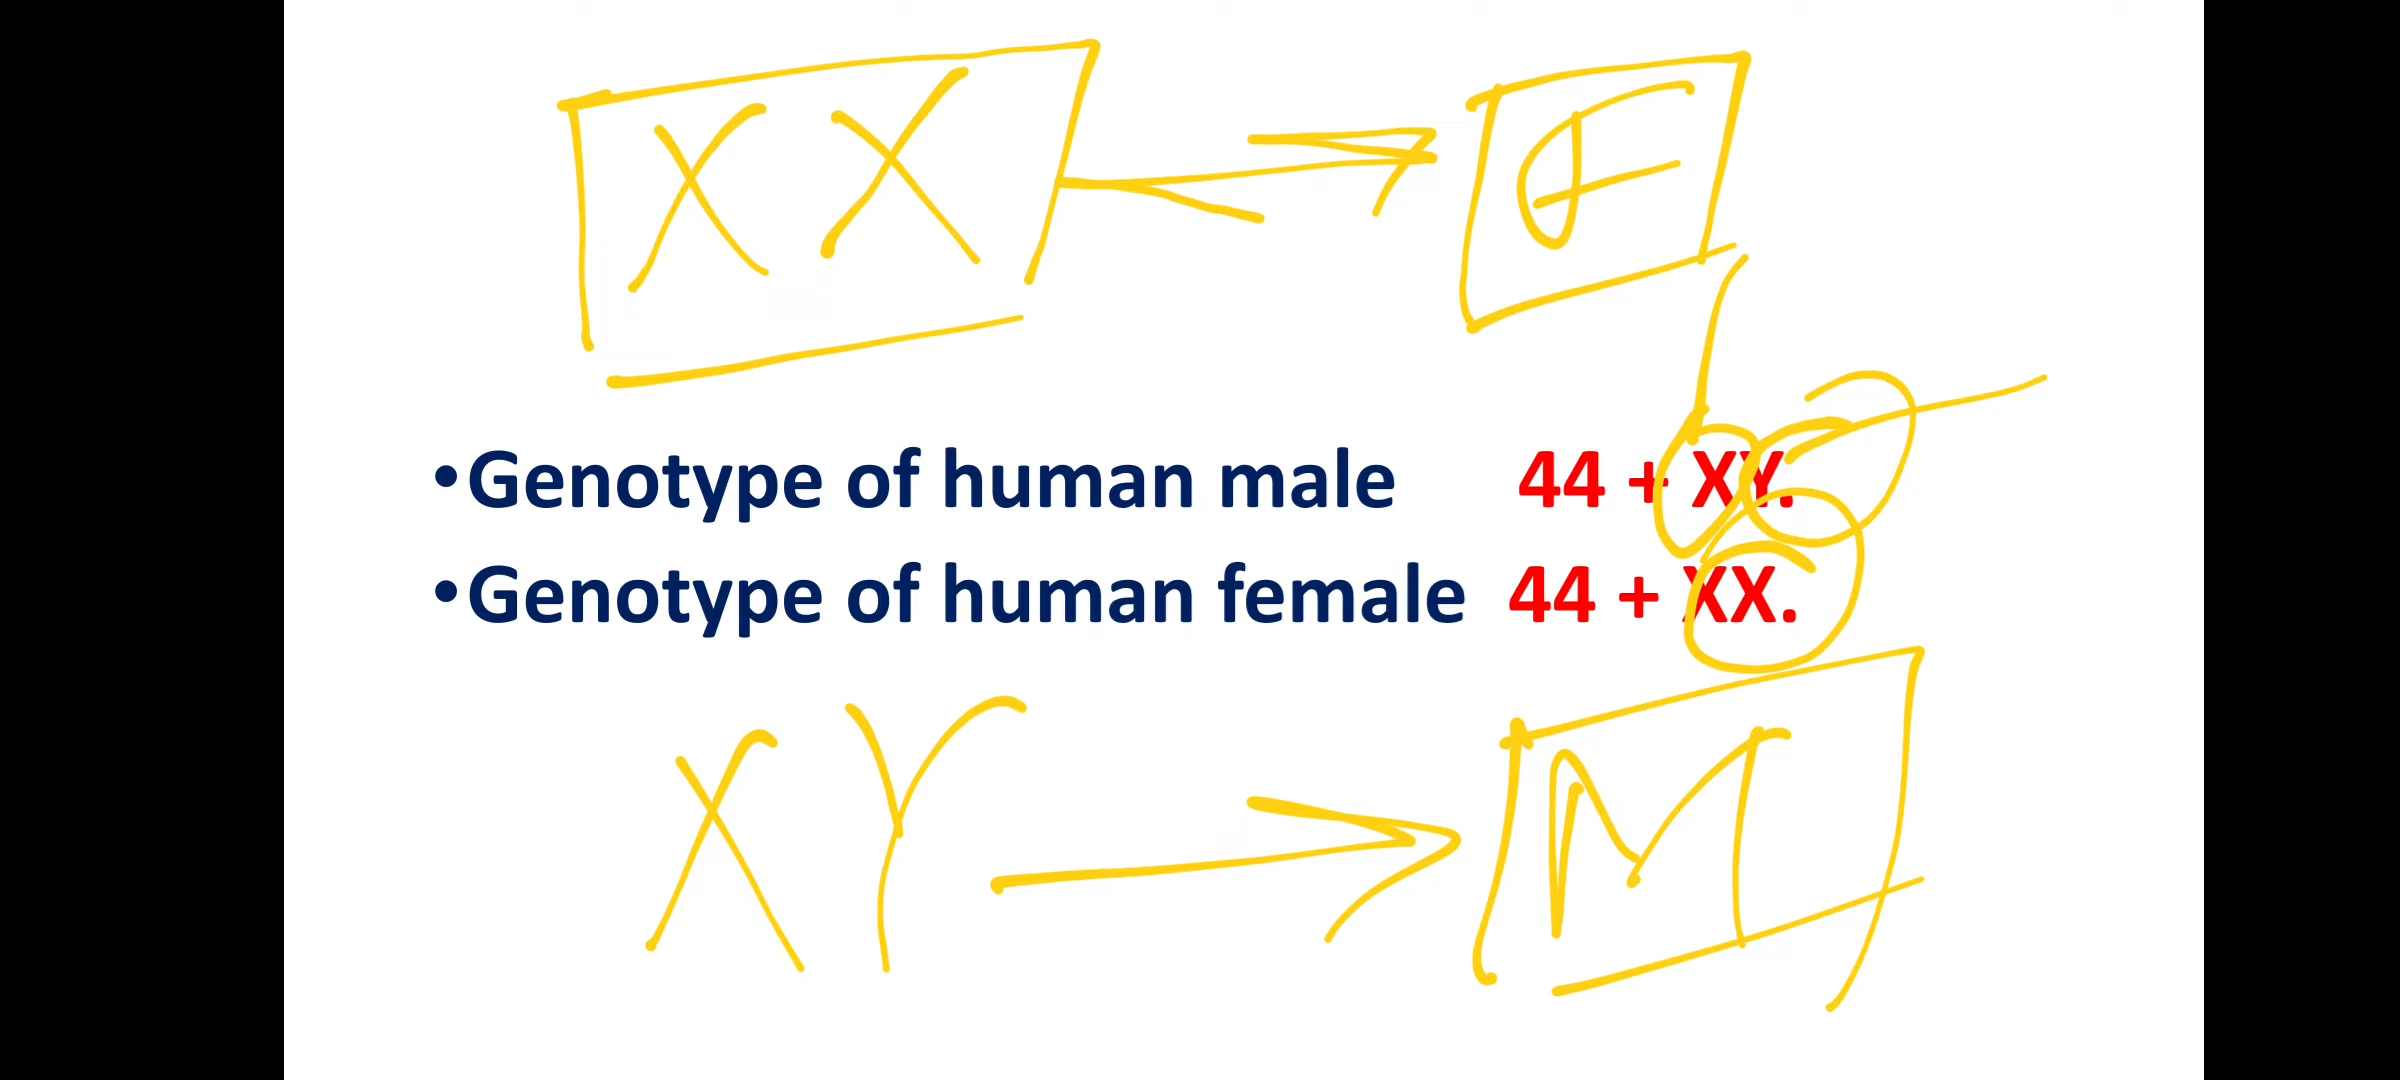 XX → F
•Genotype of human male 44 + XY.
•Genotype of human female 44 + XX.
XY → M